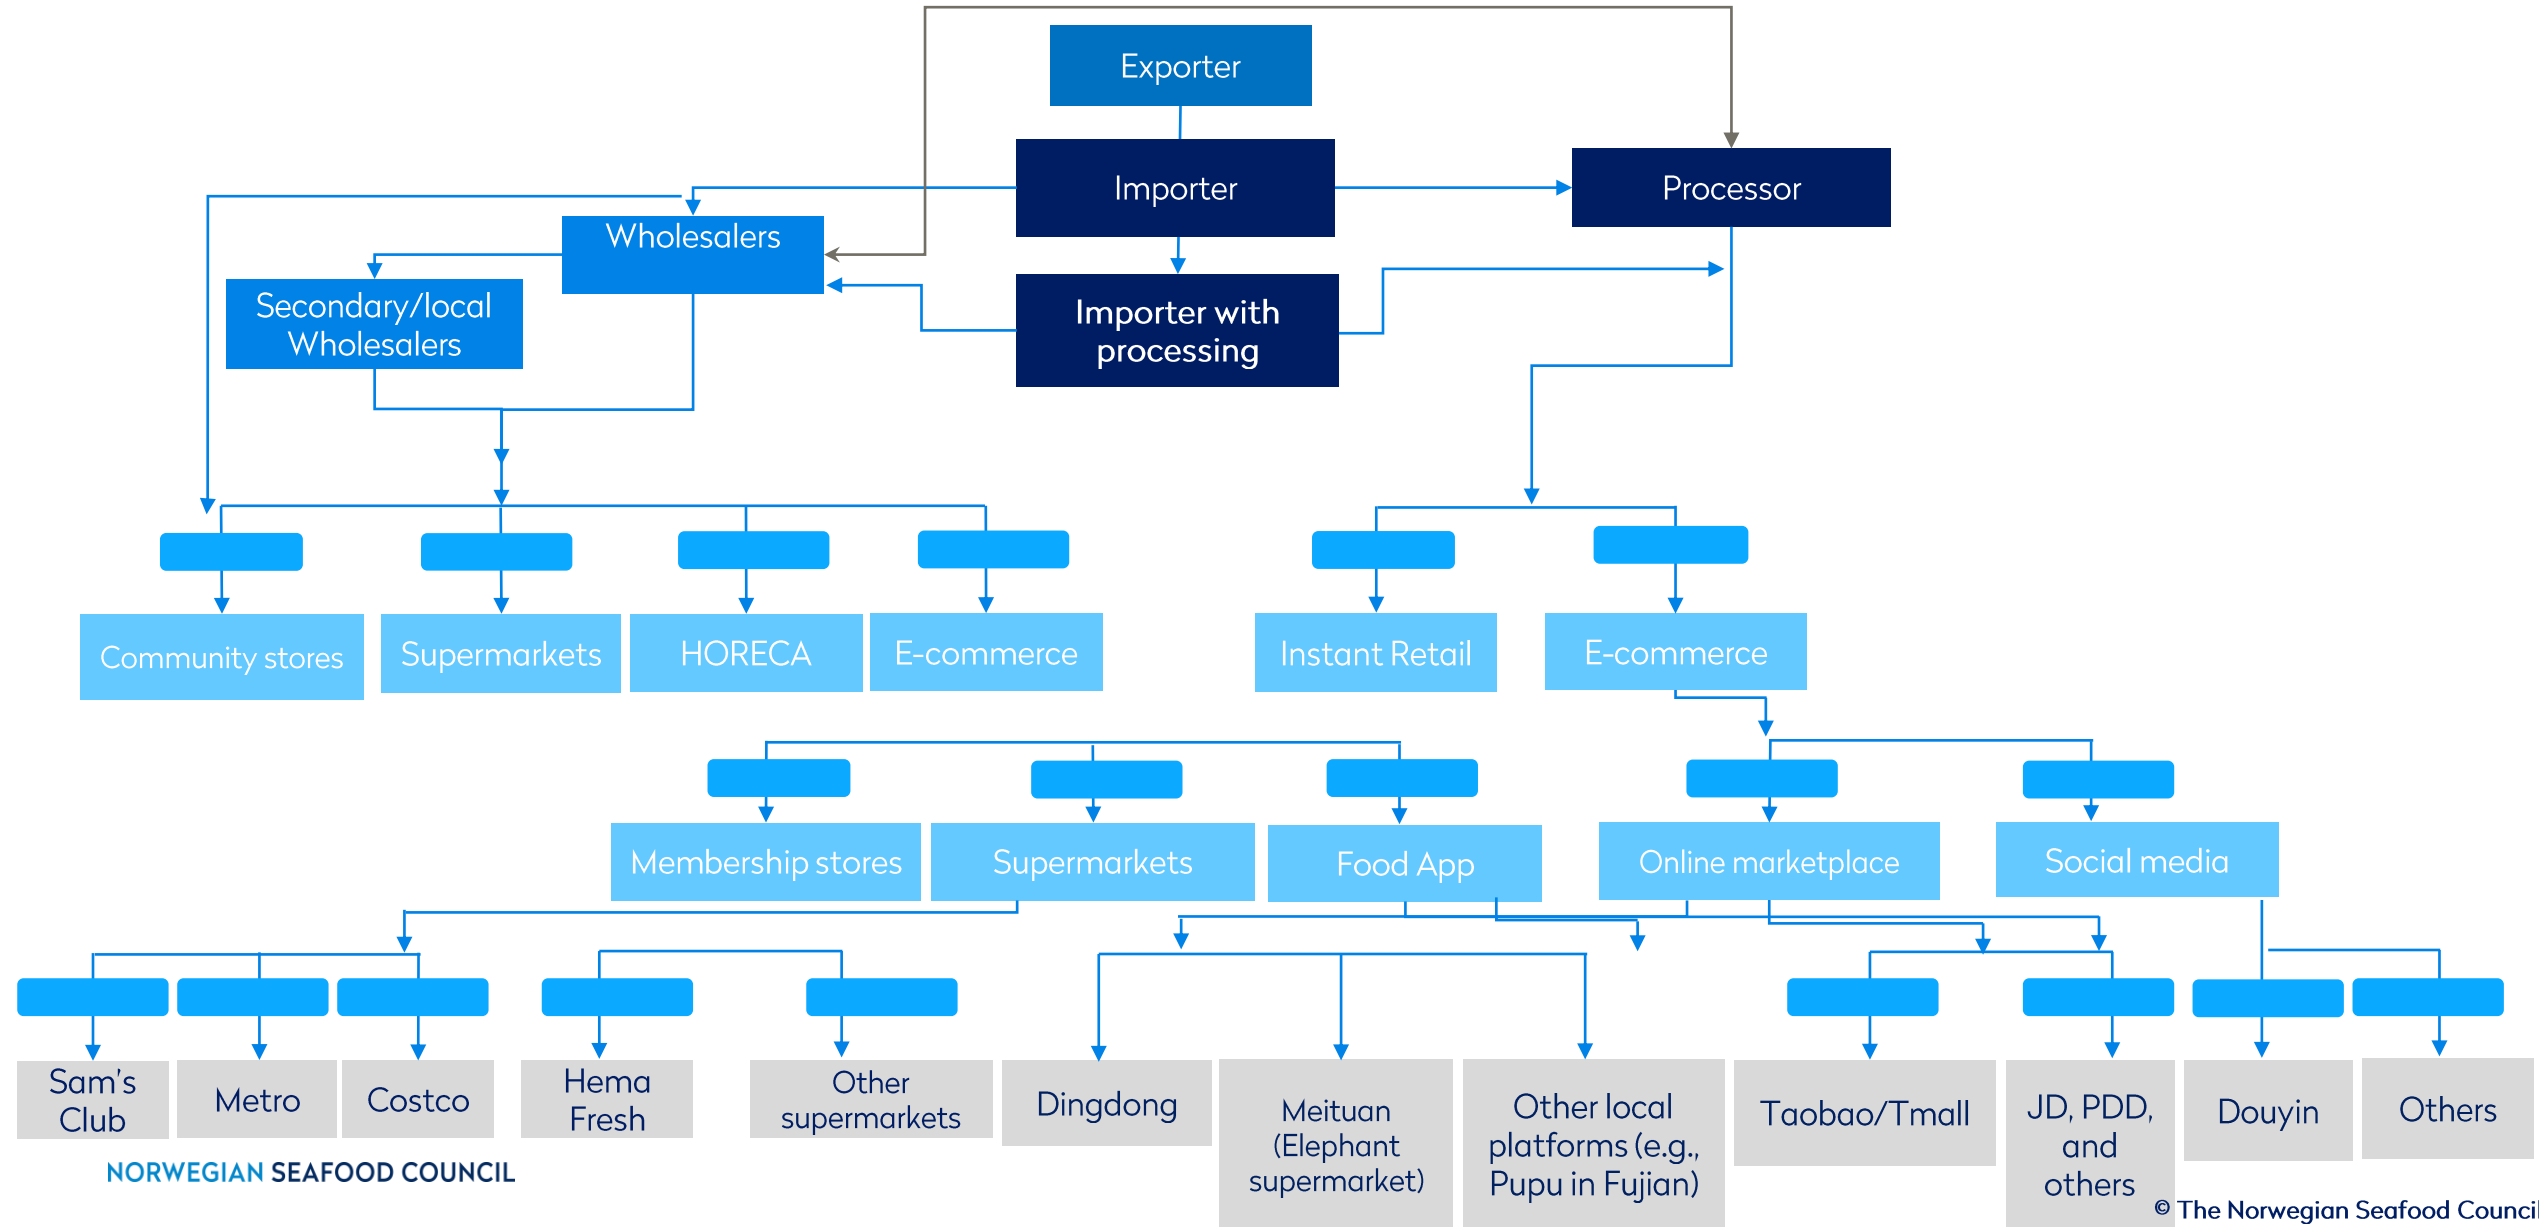 Exporter
Importer
Processor
Wholesalers
Secondary/local
Wholesalers
Importer with
processing
Community stores
Supermarkets
HORECA
E-commerce
Instant Retail
E-commerce
Membership stores
Supermarkets
Food App
Online marketplace
Social media
Sam's
Club
Metro
Costco
Hema
Fresh
Other
supermarkets
Dingdong
Meituan
(Elephant
supermarket)
Other local
platforms (e.g.,
Pupu in Fujian)
Taobao/Tmall
JD, PDD,
and
others
Douyin
Others
NORWEGIAN SEAFOOD COUNCIL
© The Norwegian Seafood Council